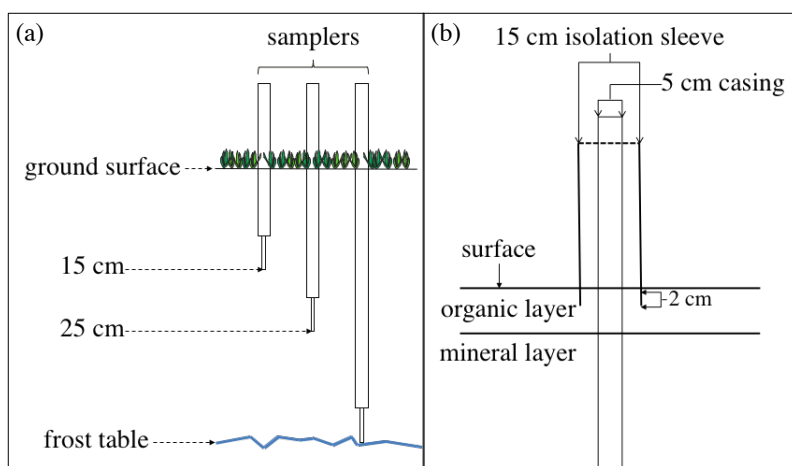 (a)
samplers
ground surface
15 cm
25 cm
frost table
(b)
15 cm isolation sleeve
5 cm casing
surface
-2 cm
organic layer
mineral layer